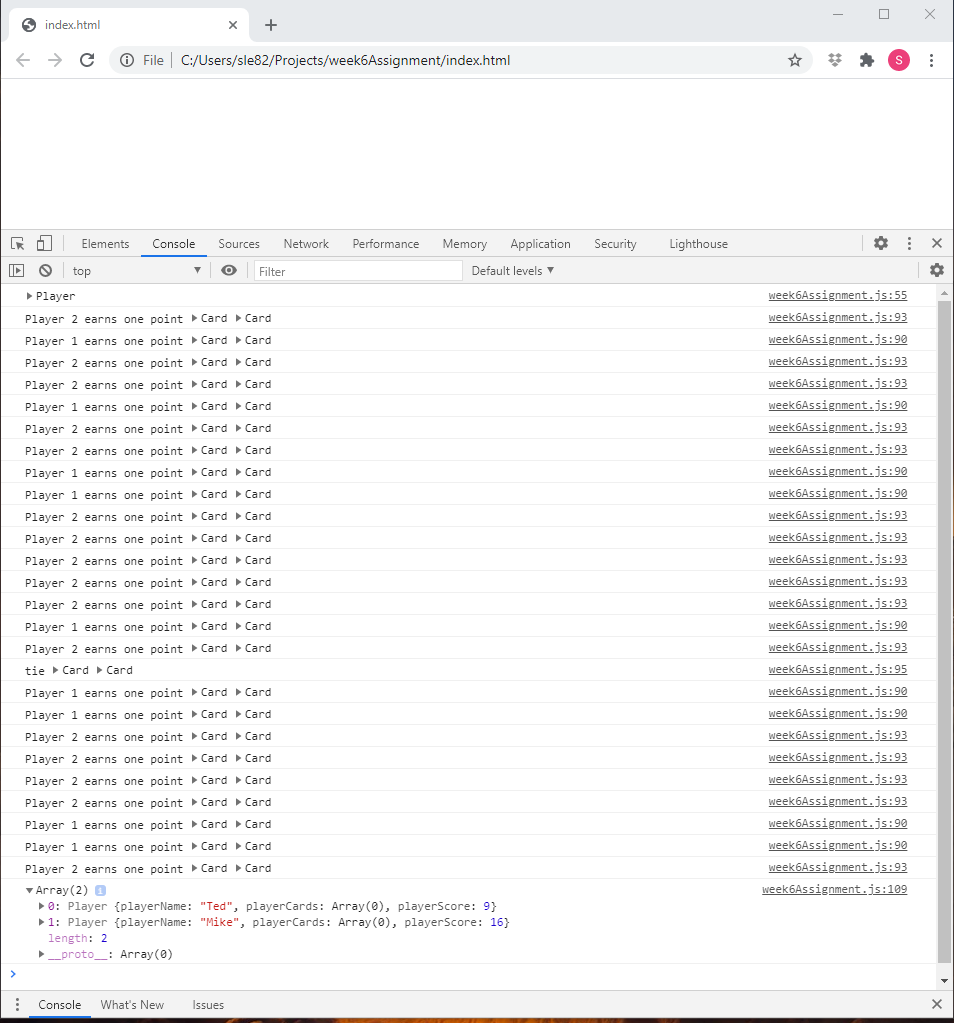 index.html
File C:/Users/sle82/Projects/week6Assignment/index.html S
Elements Console Sources Network Performance Memory Application Security Lighthouse
top Filter Default levels
Player week6Assignment.js:55
Player 2 earns one point Card Card week6Assignment.js:93
Player 1 earns one point Card Card week6Assignment.js:90
Player 2 earns one point Card Card week6Assignment.js:93
Player 2 earns one point Card Card week6Assignment.js:93
Player 1 earns one point Card Card week6Assignment.js:90
Player 2 earns one point Card Card week6Assignment.js:93
Player 2 earns one point Card Card week6Assignment.js:93
Player 1 earns one point Card Card week6Assignment.js:90
Player 1 earns one point Card Card week6Assignment.js:90
Player 2 earns one point Card Card week6Assignment.js:93
Player 2 earns one point Card Card week6Assignment.js:93
Player 2 earns one point Card Card week6Assignment.js:93
Player 2 earns one point Card Card week6Assignment.js:93
Player 2 earns one point Card Card week6Assignment.js:93
Player 1 earns one point Card Card week6Assignment.js:90
Player 2 earns one point Card Card week6Assignment.js:93
tie Card Card week6Assignment.js:95
Player 1 earns one point Card Card week6Assignment.js:90
Player 1 earns one point Card Card week6Assignment.js:90
Player 2 earns one point Card Card week6Assignment.js:93
Player 2 earns one point Card Card week6Assignment.js:93
Player 2 earns one point Card Card week6Assignment.js:93
Player 2 earns one point Card Card week6Assignment.js:93
Player 1 earns one point Card Card week6Assignment.js:90
Player 1 earns one point Card Card week6Assignment.js:90
Player 2 earns one point Card Card week6Assignment.js:93
Array(2) i week6Assignment.js:109
0: Player {playerName: "Ted", playerCards: Array(0), playerScore: 9}
1: Player {playerName: "Mike", playerCards: Array(0), playerScore: 16}
length: 2
__proto__: Array(0)
Console What's New Issues